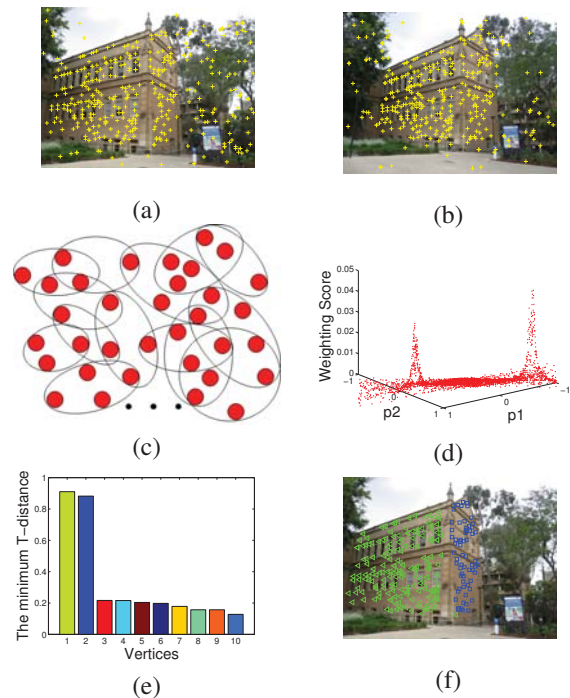 (a)
(b)
(c)
Weighting Score
0.05
0.04
0.03
0.02
0.01
0
-1
0
1
p2
1
0
-1
p1
(d)
The minimum T-distance
1
0.8
0.6
0.4
0.2
0
1 2 3 4 5 6 7 8 9 10
Vertices
(e)
(f)